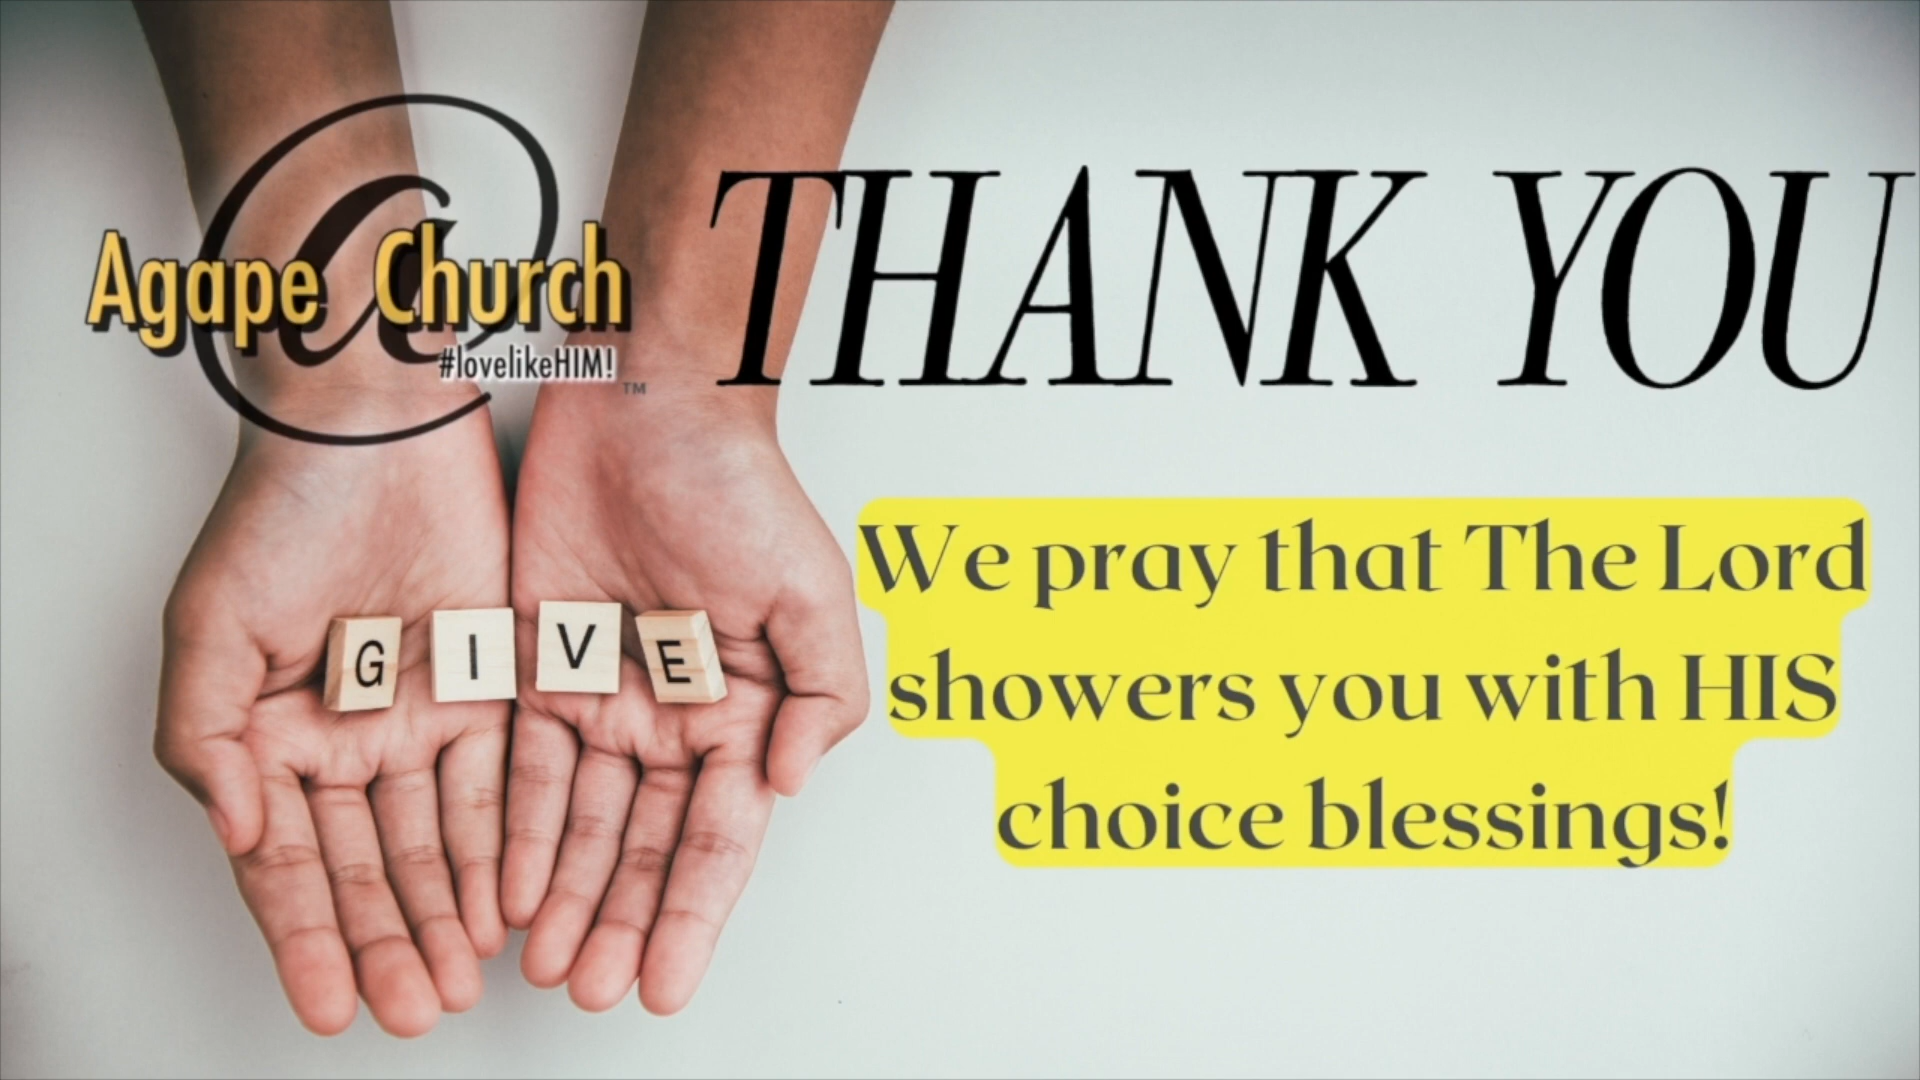 Agape Church
#lovelikeHIM!
TM
THANK YOU
GIVE
We pray that The Lord
showers you with HIS
choice blessings!